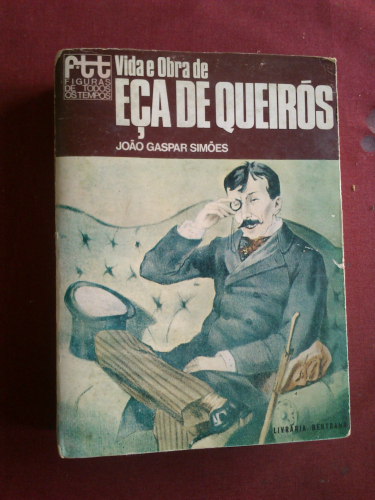 ftt
FIGURAS
DE TODOS
OS TEMPOS
Vida e Obra de
EÇA DE QUEIRÓS
JOÃO GASPAR SIMÕES
LIVRARIA BERTRAND